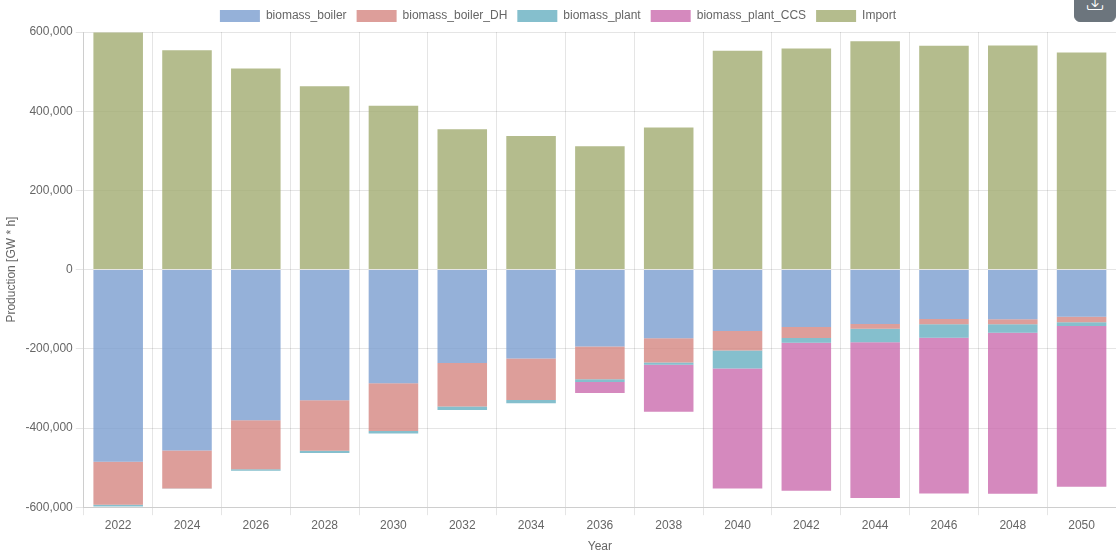 biomass_boiler biomass_boiler_DH biomass_plant biomass_plant_CCS Import
600,000
400,000
200,000
0
-200,000
-400,000
-600,000
Production [GW * h]
2022 2024 2026 2028 2030 2032 2034 2036 2038 2040 2042 2044 2046 2048 2050
Year